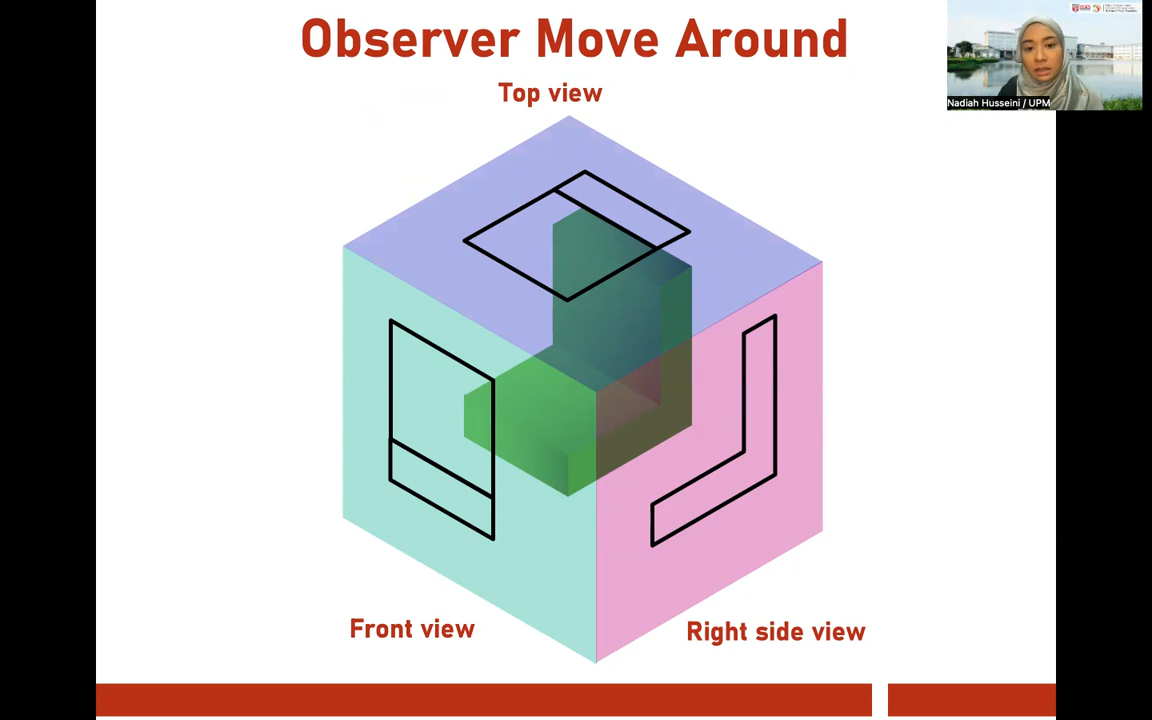 Observer Move Around
Top view
Nadiah Husseini / UPM
Front view
Right side view